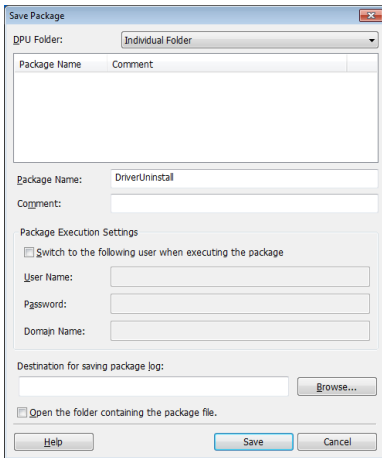 Save Package
DPU Folder: Individual Folder
Package Name Comment
Package Name: DriverUninstall
Comment:
Package Execution Settings
Switch to the following user when executing the package
User Name:
Password:
Domain Name:
Destination for saving package log:
Browse...
Open the folder containing the package file.
Help Save Cancel